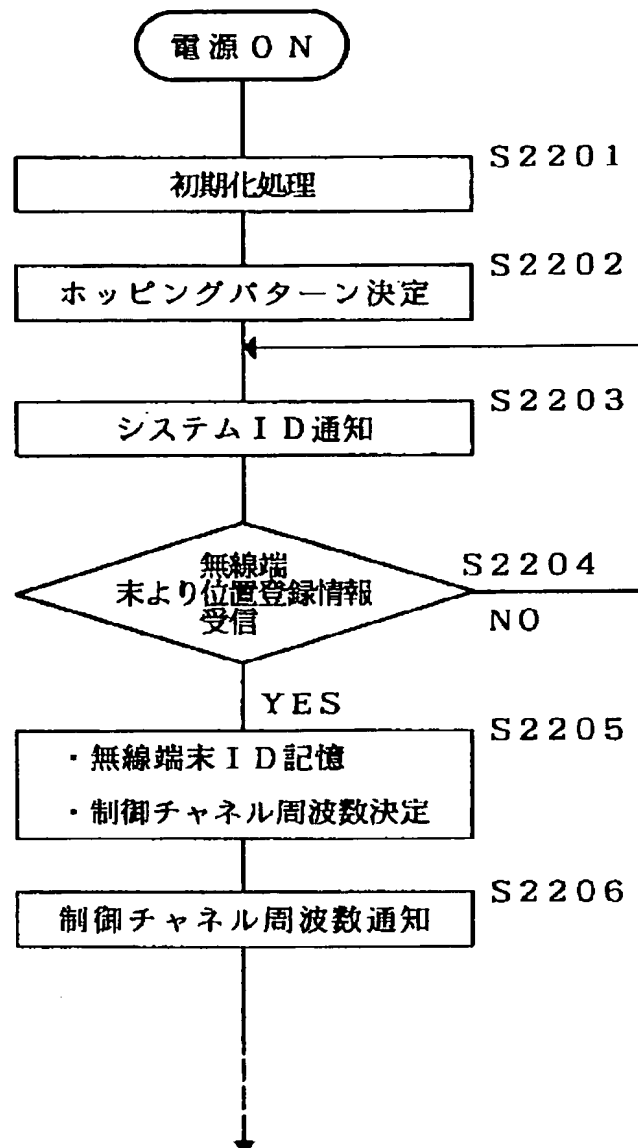 電源ON
S2201
初期化処理
S2202
ホッピングパターン決定
S2203
システムID通知
S2204
無線端
末より位置登録情報
受信
NO
YES
S2205
・無線端末ID記憶
・制御チャネル周波数決定
S2206
制御チャネル周波数通知